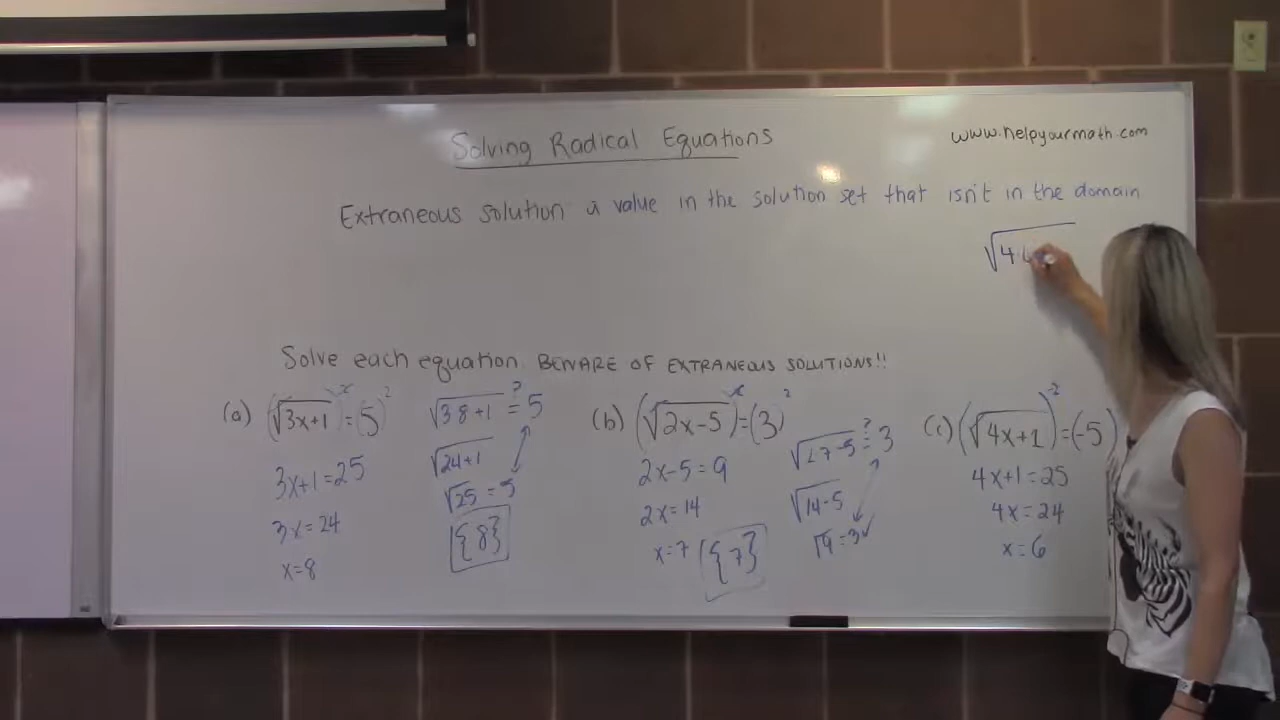 Solving Radical Equations
www.helpyourmath.com
Extraneous solution a value in the solution set that isn't in the domain
√4·
Solve each equation. BEWARE OF EXTRANEOUS SOLUTIONS!!
(a) (√3x+1)² = (5)²
3x+1=25
3x=24
x=8
√3·8+1 ?= 5
√24+1
√25 = 5
{8}
(b) (√2x-5)² = (3)²
2x-5=9
2x=14
x=7
{7}
√2·7-5 ?= 3
√14-5
√9 = 3✓
(c) (√4x+1)² = (-5)
4x+1=25
4x=24
x=6